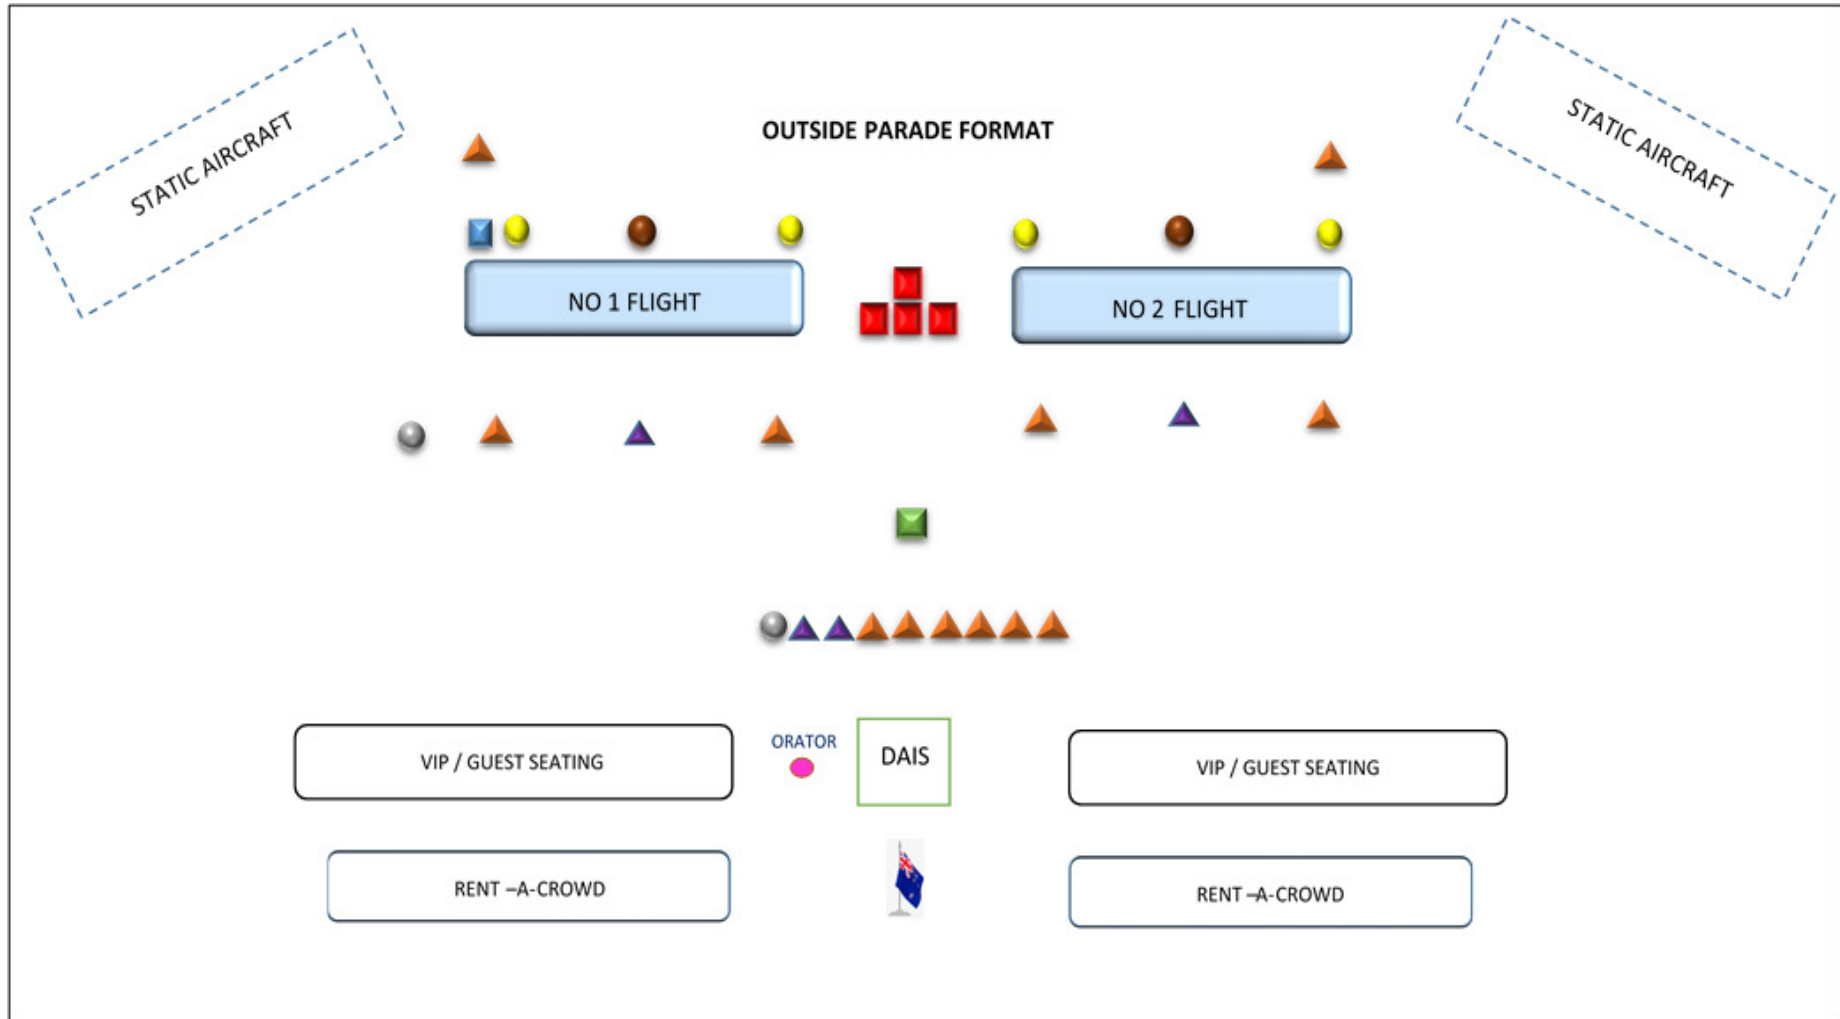 STATIC AIRCRAFT
STATIC AIRCRAFT
OUTSIDE PARADE FORMAT
NO 1 FLIGHT
NO 2 FLIGHT
ORATOR
VIP / GUEST SEATING
DAIS
VIP / GUEST SEATING
RENT –A-CROWD
RENT –A-CROWD